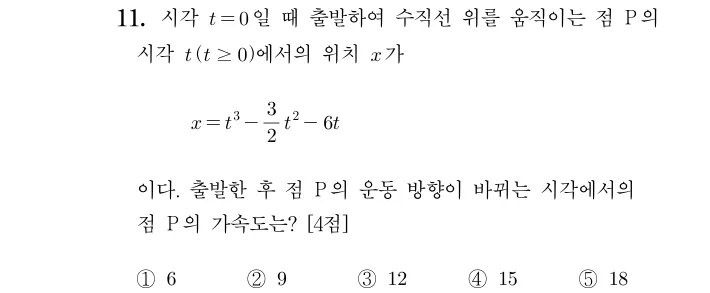 11. 시각 t=0일 때 출발하여 수직선 위를 움직이는 점 P의
시각 t(t≥0)에서의 위치 x가
x=t³-\frac{3}{2}t²-6t
이다. 출발한 후 점 P의 운동 방향이 바뀌는 시각에서의
점 P의 가속도는? [4점]
① 6 ② 9 ③ 12 ④ 15 ⑤ 18